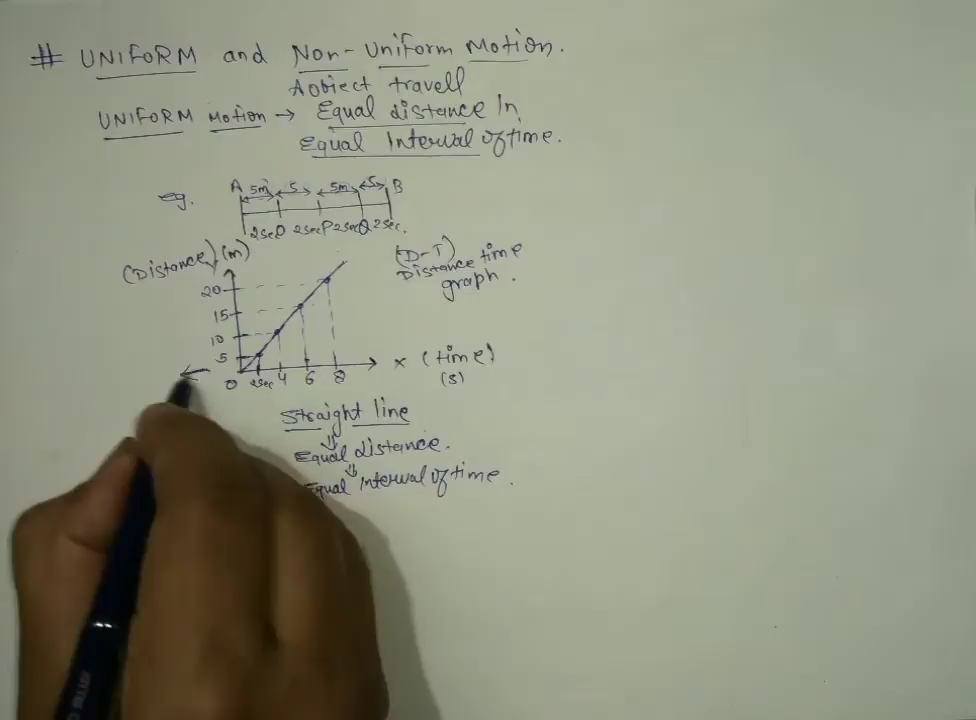 # UNIFORM and Non-Uniform Motion.
A object travell
UNIFORM MOTION → Equal distance In
Equal Interval of time.
eg. A 5m 5 5m 5 B
2sec O 2sec P 2sec Q 2sec.
(Distance) (m)
(D-T)
Distance time
graph.
20
15
10
5
0 2sec 4 6 8
x (time)
(s)
Straight line
⇓
Equal distance.
⇓
Equal Interval of time.